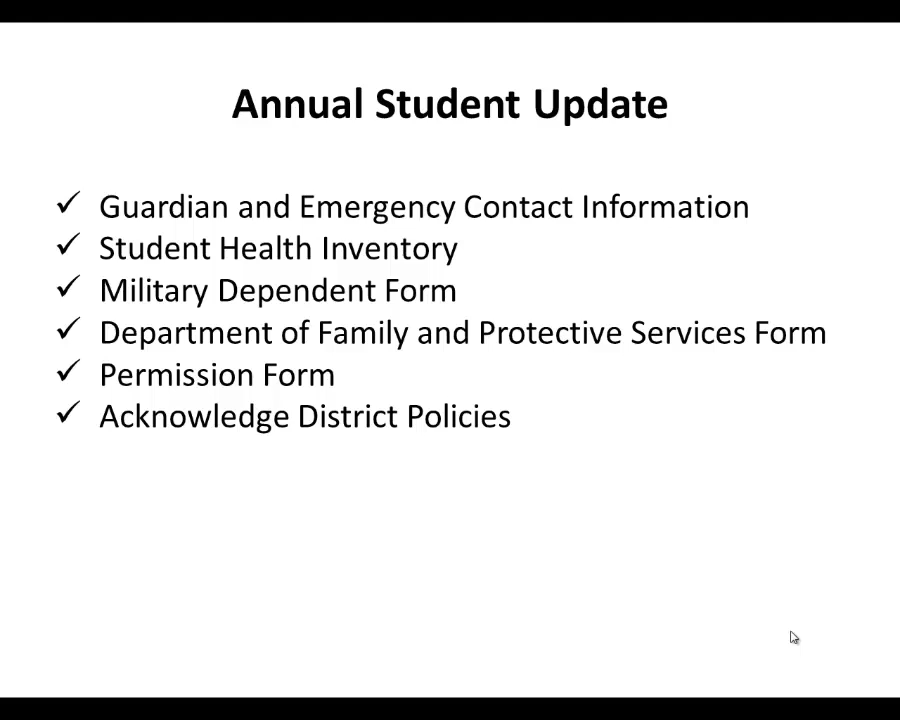 Annual Student Update
✓ Guardian and Emergency Contact Information
✓ Student Health Inventory
✓ Military Dependent Form
✓ Department of Family and Protective Services Form
✓ Permission Form
✓ Acknowledge District Policies